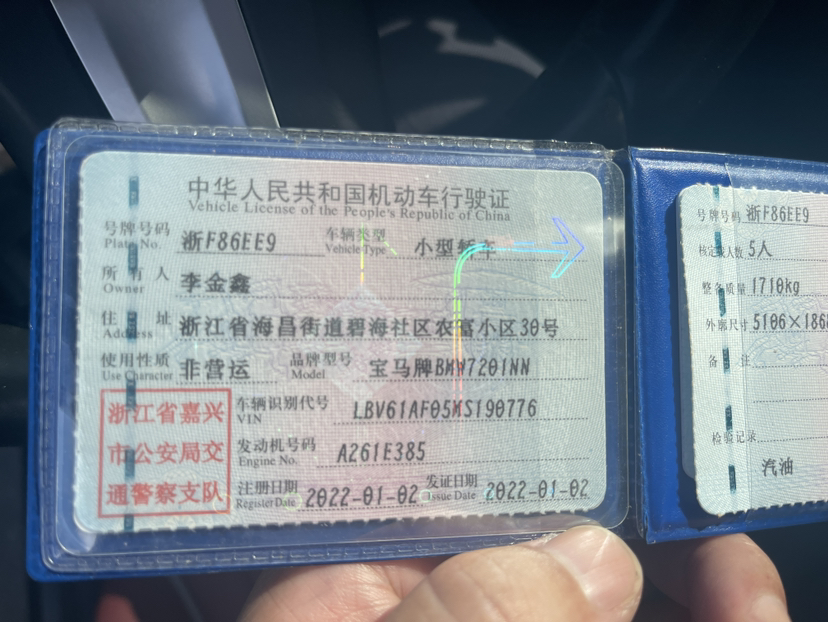 中华人民共和国机动车行驶证
Vehicle License of the People's Republic of China
号牌号码 浙F86EE9 车辆类型 小型轿车
Plate No. Vehicle Type
所有人 李金鑫
Owner
住址 浙江省海昌街道碧海社区农富小区30号
Address
使用性质 非营运 品牌型号 宝马牌BMW7201NN
Use Character Model
浙江省嘉兴
市公安局交
通警察支队
车辆识别代号 LBV61AF05MS190776
VIN
发动机号码 A261E385
Engine No.
注册日期 2022-01-02 发证日期 2022-01-02
Register Date Issue Date
号牌号码 浙F86EE9
核定载人数 5人
整备质量 1710kg
外廓尺寸 5106×186
备注
检验记录
汽油